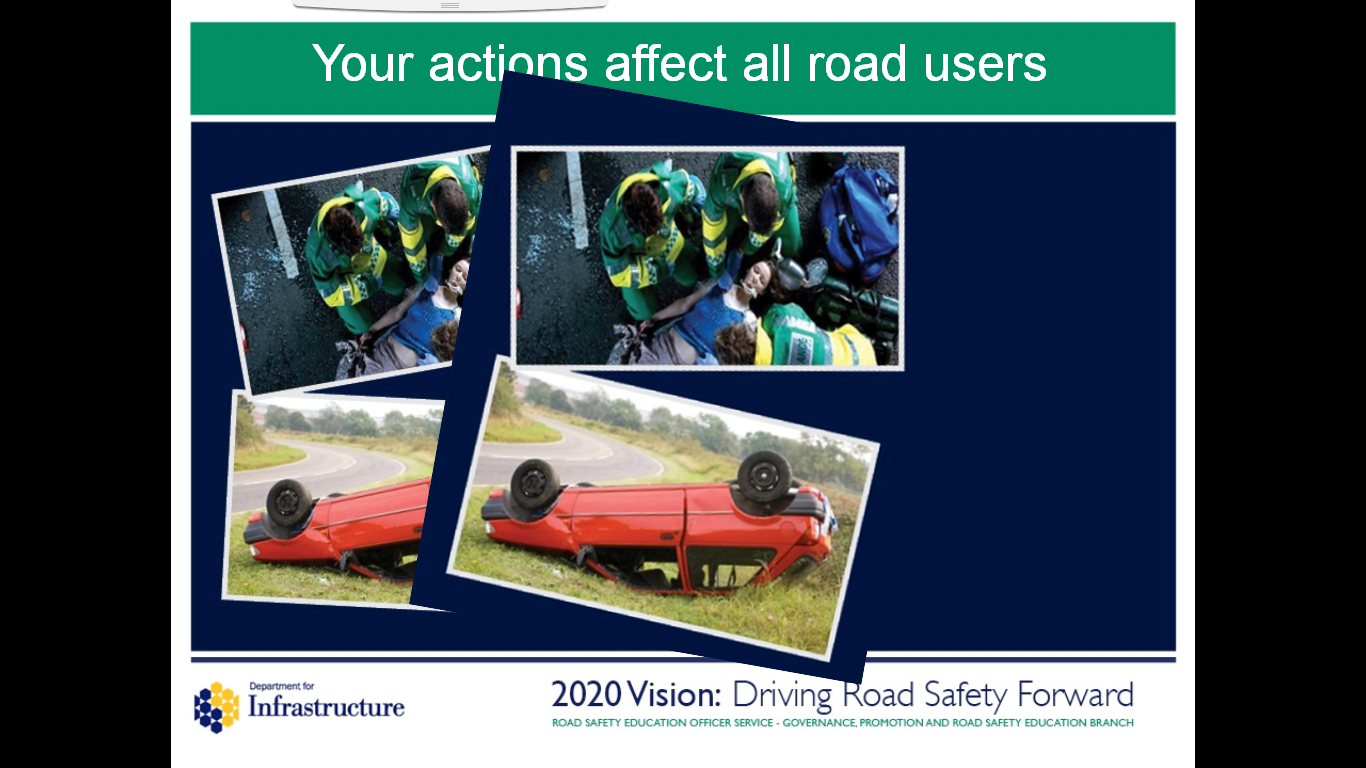 Your actions affect all road users
Department for
Infrastructure
2020 Vision: Driving Road Safety Forward
ROAD SAFETY EDUCATION OFFICER SERVICE - GOVERNANCE, PROMOTION AND ROAD SAFETY EDUCATION BRANCH